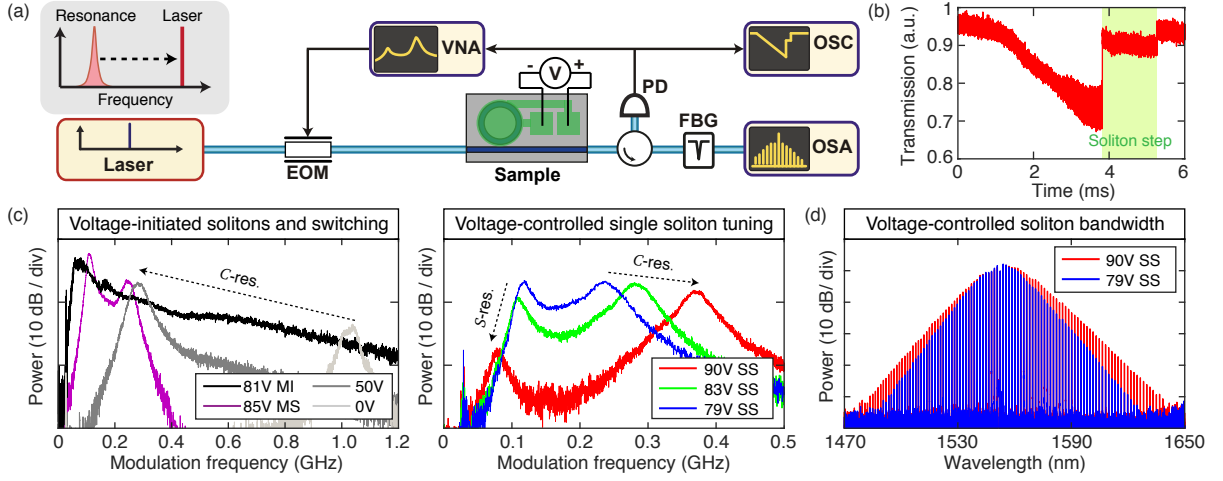 (a)
Resonance
Laser
Frequency
Laser
EOM
VNA
- V +
Sample
PD
FBG
OSC
OSA
(b)
Transmission (a.u.)
1
0.9
0.8
0.7
0.6
Soliton step
0 2 4 6
Time (ms)
(c)
Voltage-initiated solitons and switching
Power (10 dB / div)
C-res.
81V MI
85V MS
50V
0V
0 0.2 0.4 0.6 0.8 1.0 1.2
Modulation frequency (GHz)
Voltage-controlled single soliton tuning
S-res.
C-res.
90V SS
83V SS
79V SS
0 0.1 0.2 0.3 0.4 0.5
Modulation frequency (GHz)
(d)
Voltage-controlled soliton bandwidth
Power (10 dB/ div)
90V SS
79V SS
1470 1530 1590 1650
Wavelength (nm)